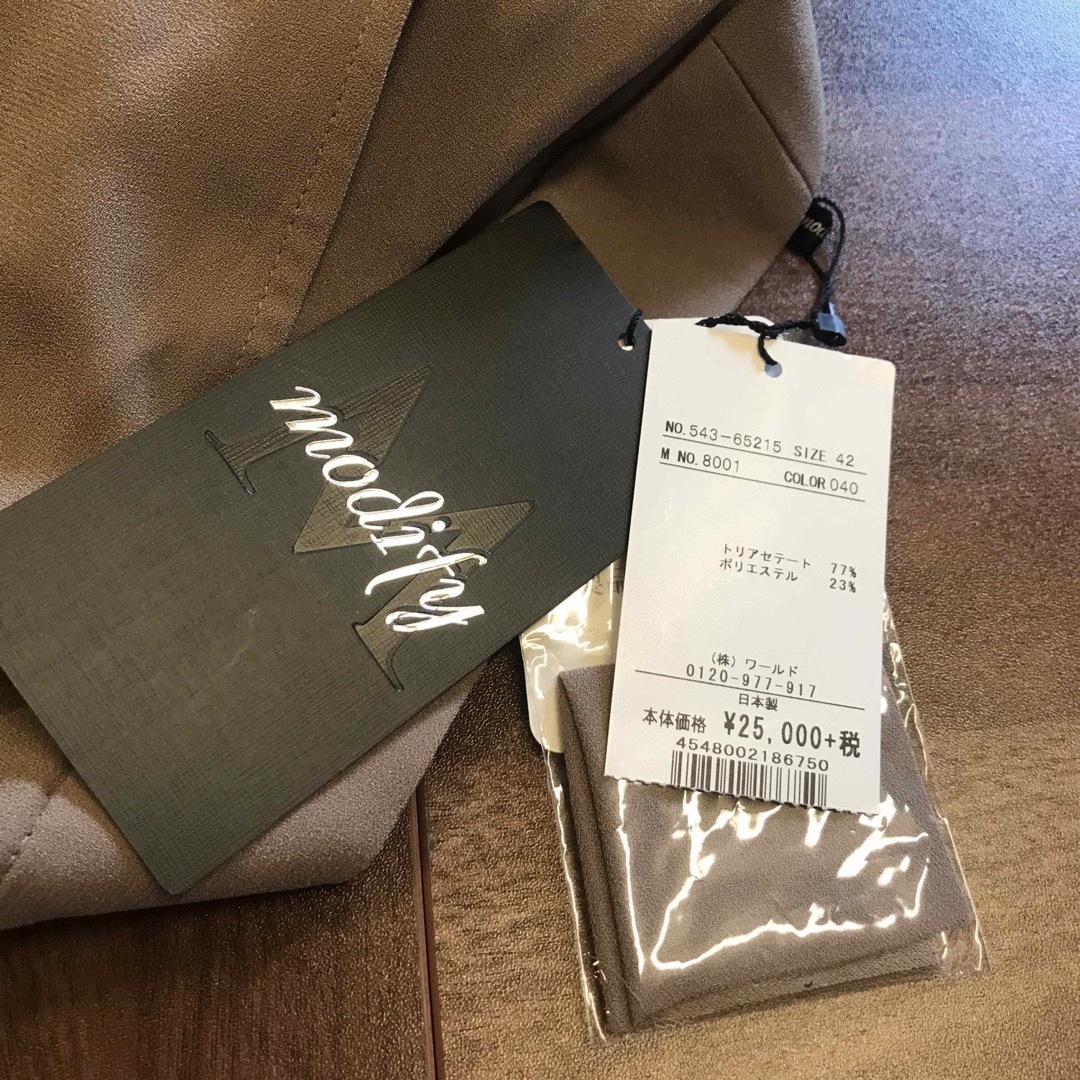 modify
NO. 543-65215 SIZE 42
M NO. 8001 COLOR 040
トリアセテート 77%
ポリエステル 23%
(株) ワールド
0120-977-917
日本製
本体価格 ¥25,000+税
4548002186750